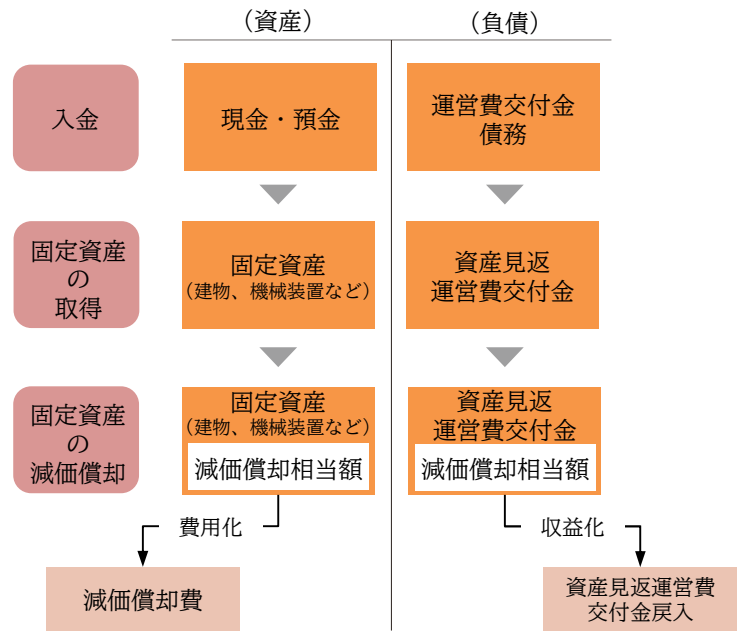 （資産）
（負債）
入金
現金・預金
運営費交付金
債務
固定資産
の
取得
固定資産
（建物、機械装置など）
資産見返
運営費交付金
固定資産
の
減価償却
固定資産
（建物、機械装置など）
減価償却相当額
資産見返
運営費交付金
減価償却相当額
費用化
収益化
減価償却費
資産見返運営費
交付金戻入